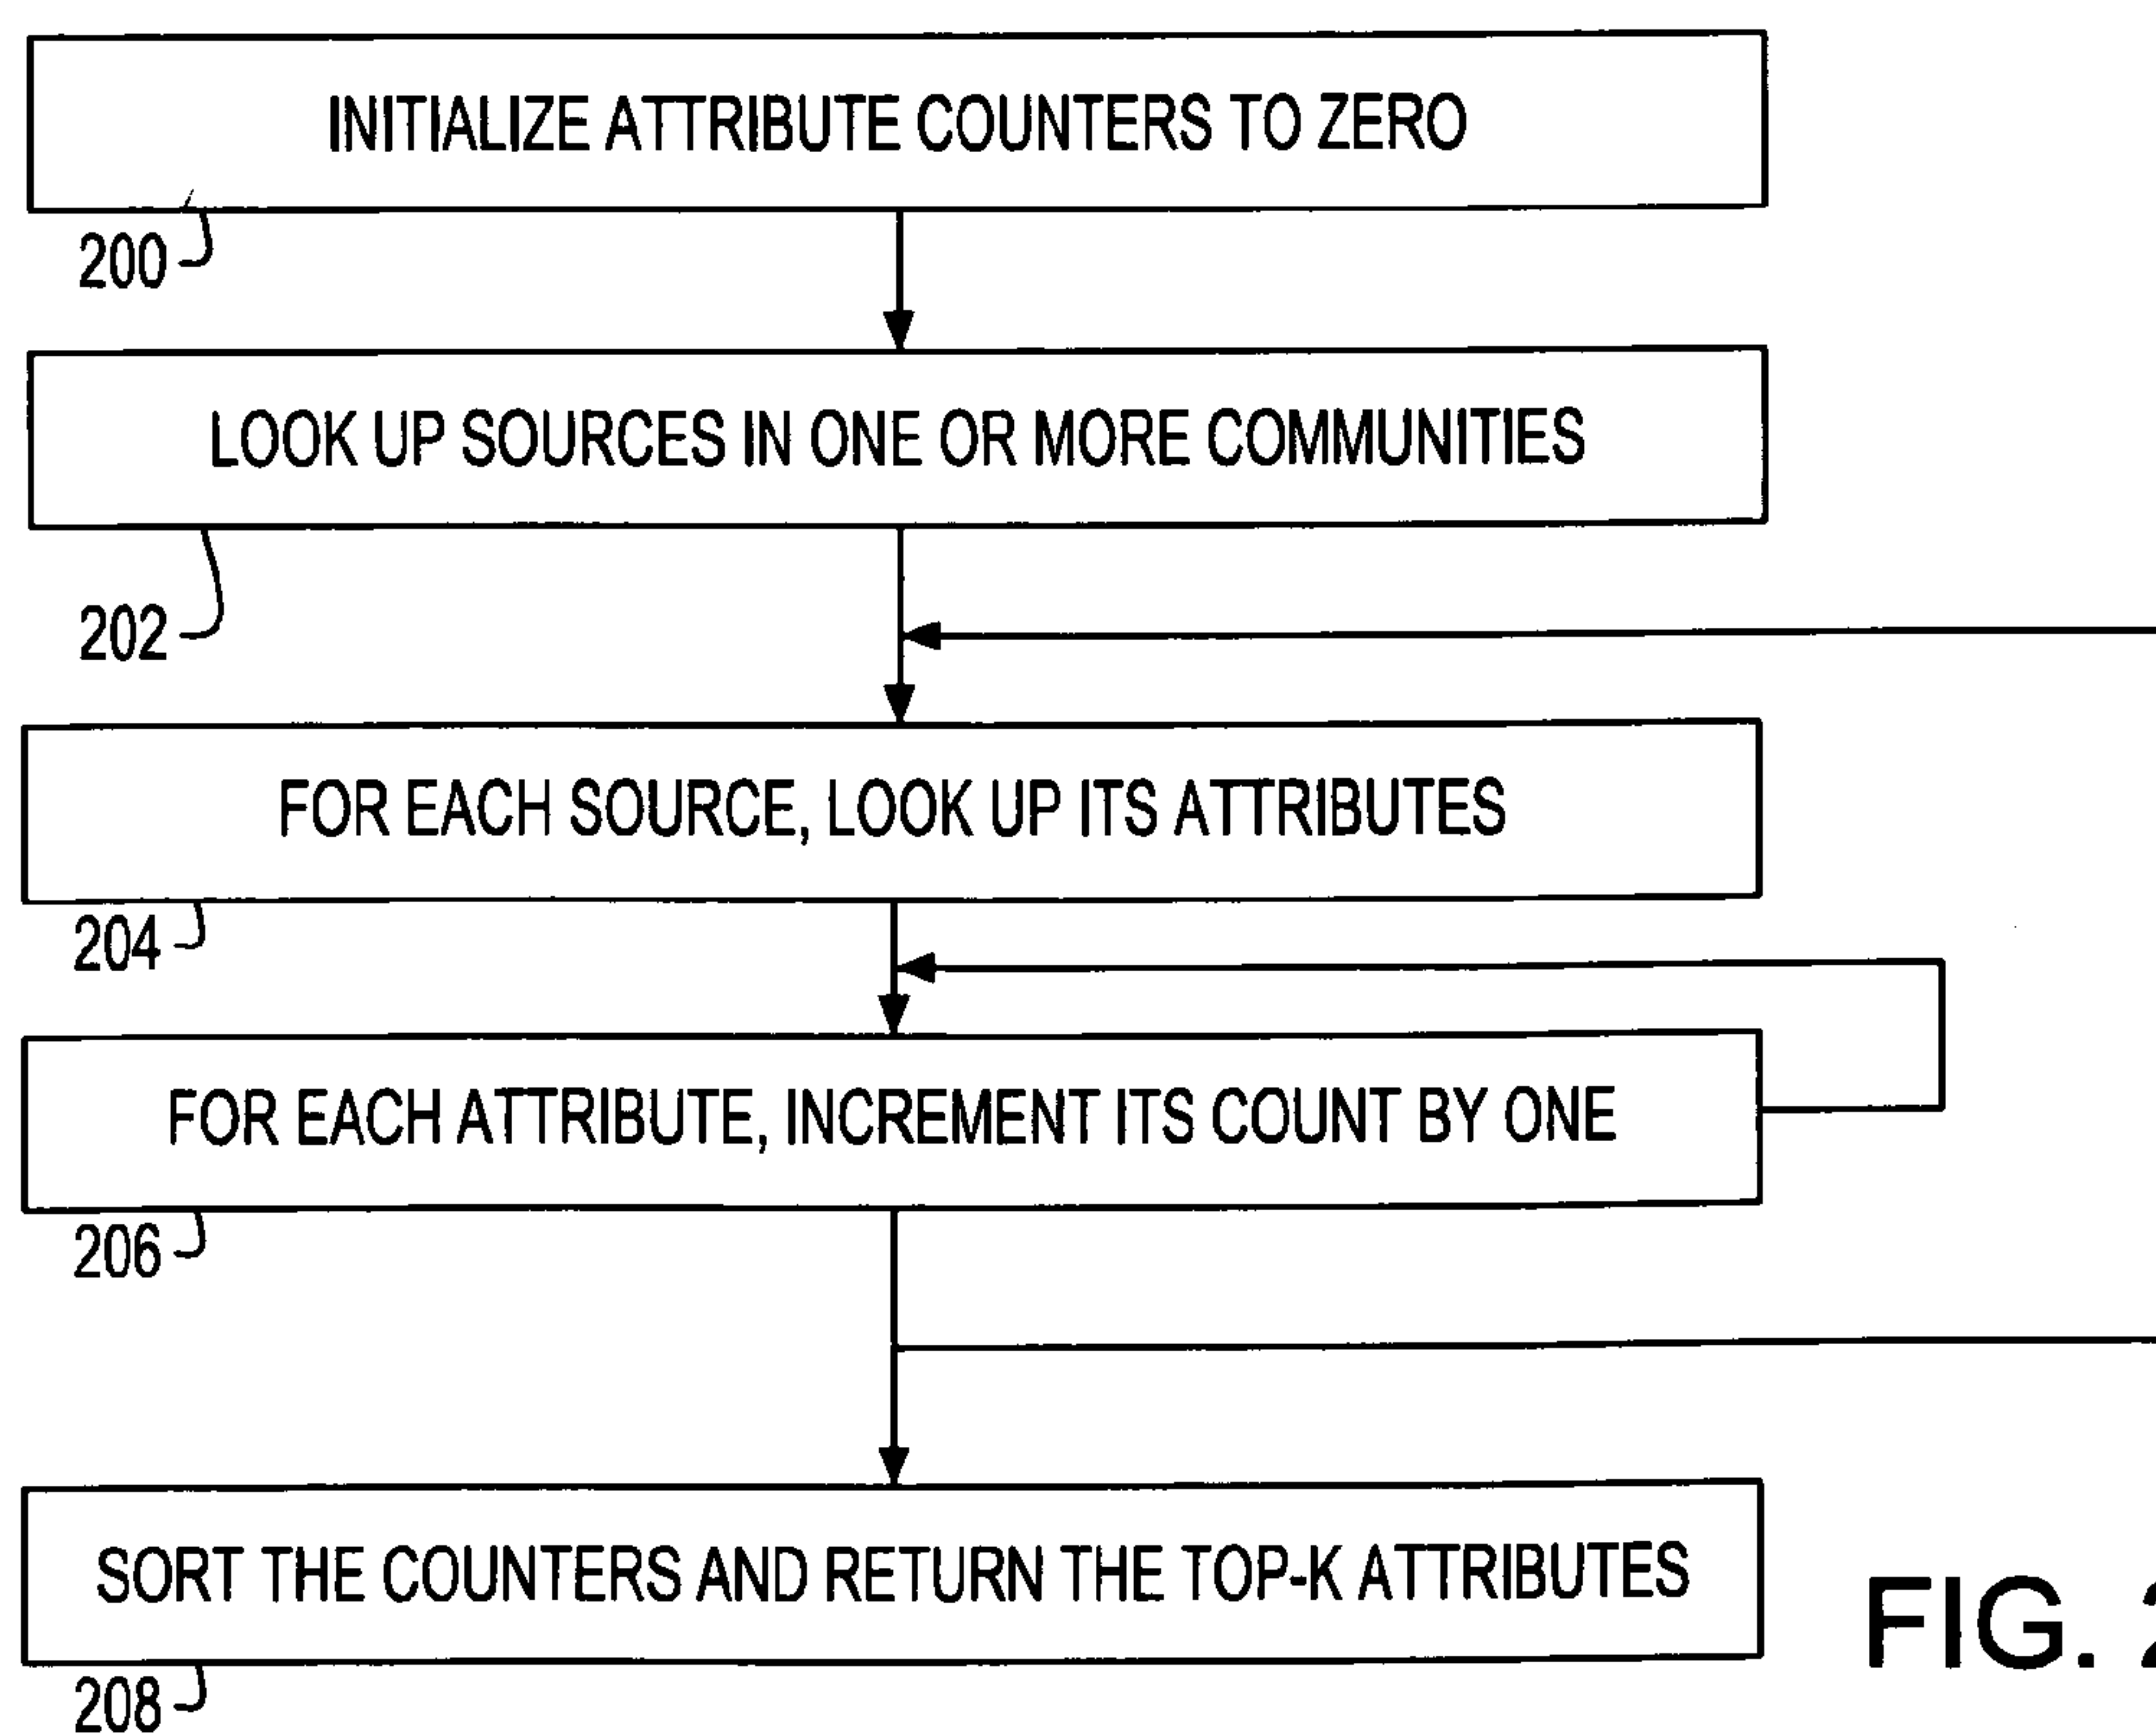 INITIALIZE ATTRIBUTE COUNTERS TO ZERO
200
LOOK UP SOURCES IN ONE OR MORE COMMUNITIES
202
FOR EACH SOURCE, LOOK UP ITS ATTRIBUTES
204
FOR EACH ATTRIBUTE, INCREMENT ITS COUNT BY ONE
206
SORT THE COUNTERS AND RETURN THE TOP-K ATTRIBUTES
FIG. 2
208